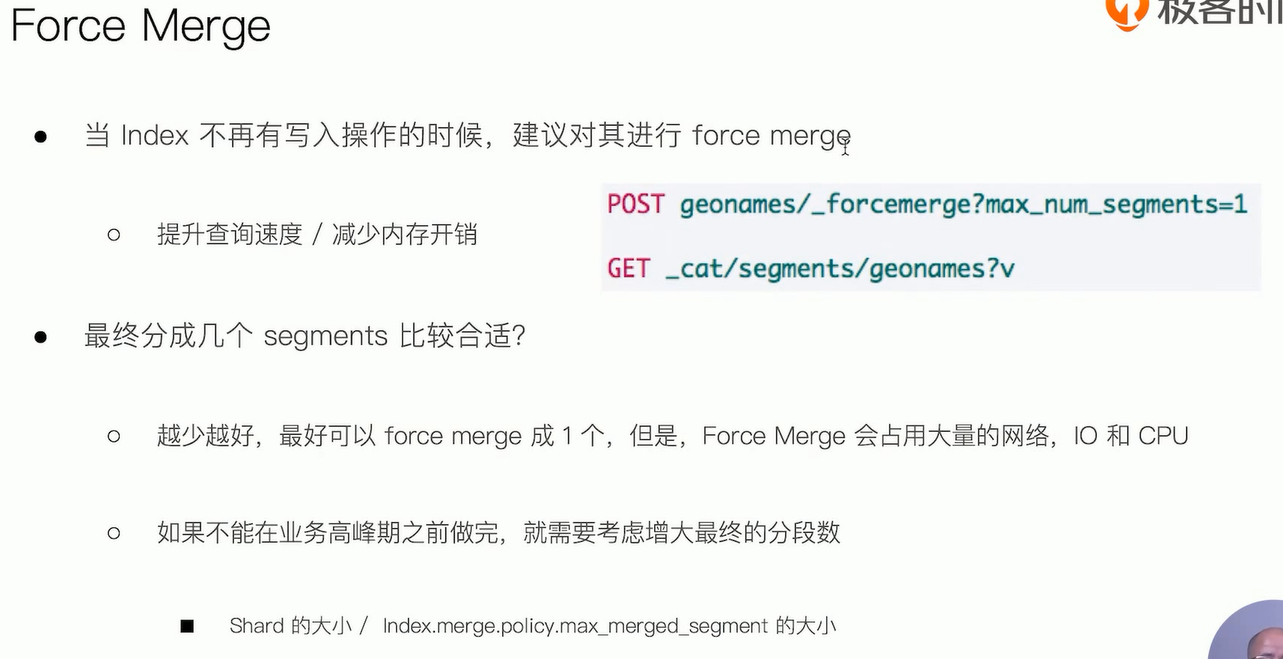 Force Merge
极客时间
当 Index 不再有写入操作的时候，建议对其进行 force merge
POST geonames/_forcemerge?max_num_segments=1
提升查询速度 / 减少内存开销
GET _cat/segments/geonames?v
最终分成几个 segments 比较合适？
越少越好，最好可以 force merge 成 1 个，但是，Force Merge 会占用大量的网络，IO 和 CPU
如果不能在业务高峰期之前做完，就需要考虑增大最终的分段数
Shard 的大小 / Index.merge.policy.max_merged_segment 的大小